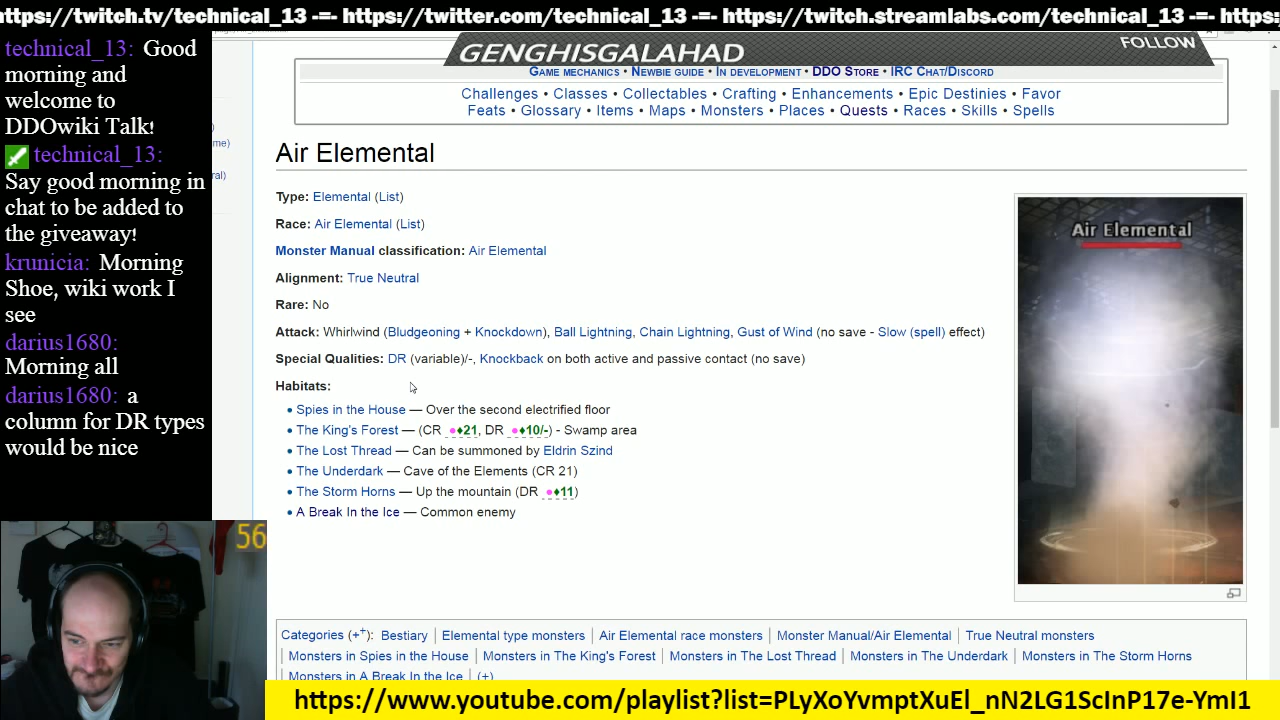 https://twitch.tv/technical_13 -=- https://twitter.com/technical_13 -=- https://twitch.streamlabs.com/technical_13 -=- https:
technical_13: Good
morning and
welcome to
DDOwiki Talk!
technical_13:
Say good morning in
chat to be added to
the giveaway!
krunicia: Morning
Shoe, wiki work I
see
darius1680:
Morning all
darius1680: a
column for DR types
would be nice
56
GENGHISGALAHAD
FOLLOW
Game mechanics • Newbie guide • In development • DDO Store • IRC Chat/Discord
Challenges • Classes • Collectables • Crafting • Enhancements • Epic Destinies • Favor
Feats • Glossary • Items • Maps • Monsters • Places • Quests • Races • Skills • Spells
me)
ral)
Air Elemental
Type: Elemental (List)
Race: Air Elemental (List)
Monster Manual classification: Air Elemental
Alignment: True Neutral
Rare: No
Attack: Whirlwind (Bludgeoning + Knockdown), Ball Lightning, Chain Lightning, Gust of Wind (no save - Slow (spell) effect)
Special Qualities: DR (variable)/-, Knockback on both active and passive contact (no save)
Habitats:
• Spies in the House — Over the second electrified floor
• The King's Forest — (CR ●♦21, DR ●♦10/-) - Swamp area
• The Lost Thread — Can be summoned by Eldrin Szind
• The Underdark — Cave of the Elements (CR 21)
• The Storm Horns — Up the mountain (DR ●♦11)
• A Break In the Ice — Common enemy
Air Elemental
Categories (+⁺): Bestiary | Elemental type monsters | Air Elemental race monsters | Monster Manual/Air Elemental | True Neutral monsters
| Monsters in Spies in the House | Monsters in The King's Forest | Monsters in The Lost Thread | Monsters in The Underdark | Monsters in The Storm Horns
| Monsters in A Break In the Ice | (+)
https://www.youtube.com/playlist?list=PLyXoYvmptXuEl_nN2LG1ScInP17e-YmI1